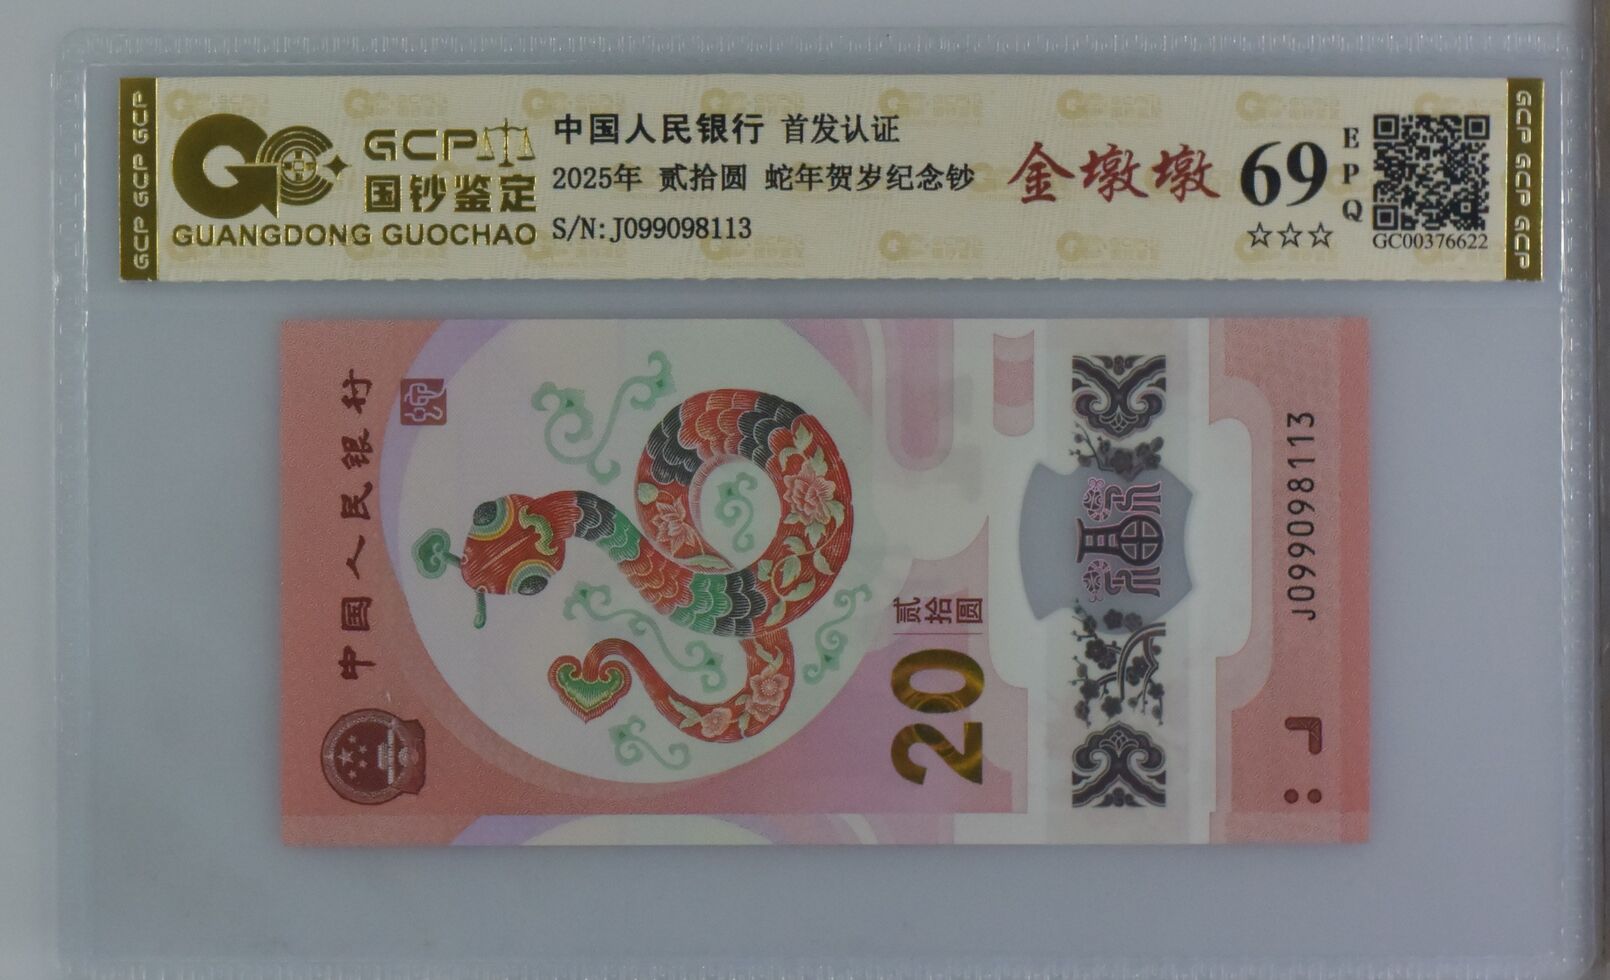 GCP GCP GCP
GCP
国钞鉴定
GUANGDONG GUOCHAO
中国人民银行 首发认证
2025年 贰拾圆 蛇年贺岁纪念钞
S/N:J099098113
金墩墩
69
EPQ
☆☆☆
GC00376622
GCP GCP GCP
中国人民银行
贰拾圆
20
J099098113